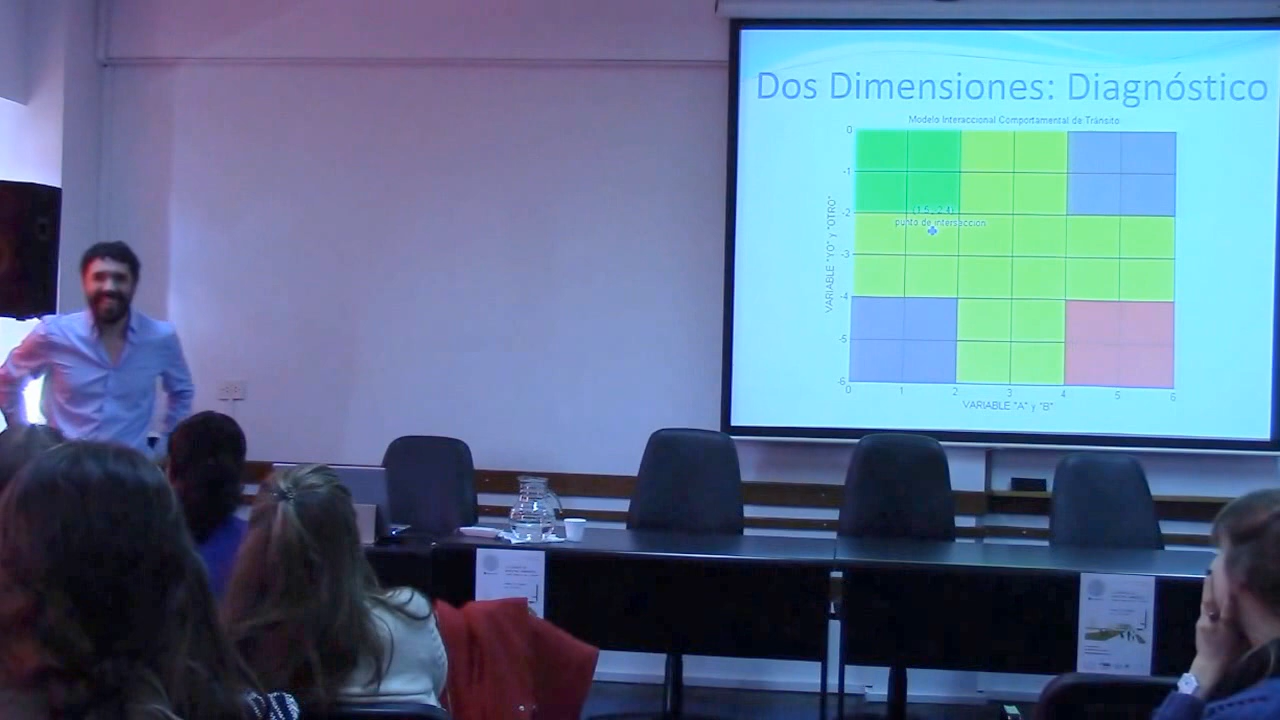 Dos Dimensiones: Diagnóstico
Modelo Interaccional Comportamental de Tránsito
0
-1
-2
-3
-4
-5
-6
VARIABLE "YO" y "OTRO"
(1.5, -2.4)
punto de intersección
0 1 2 3 4 5 6
VARIABLE "A" y "B"